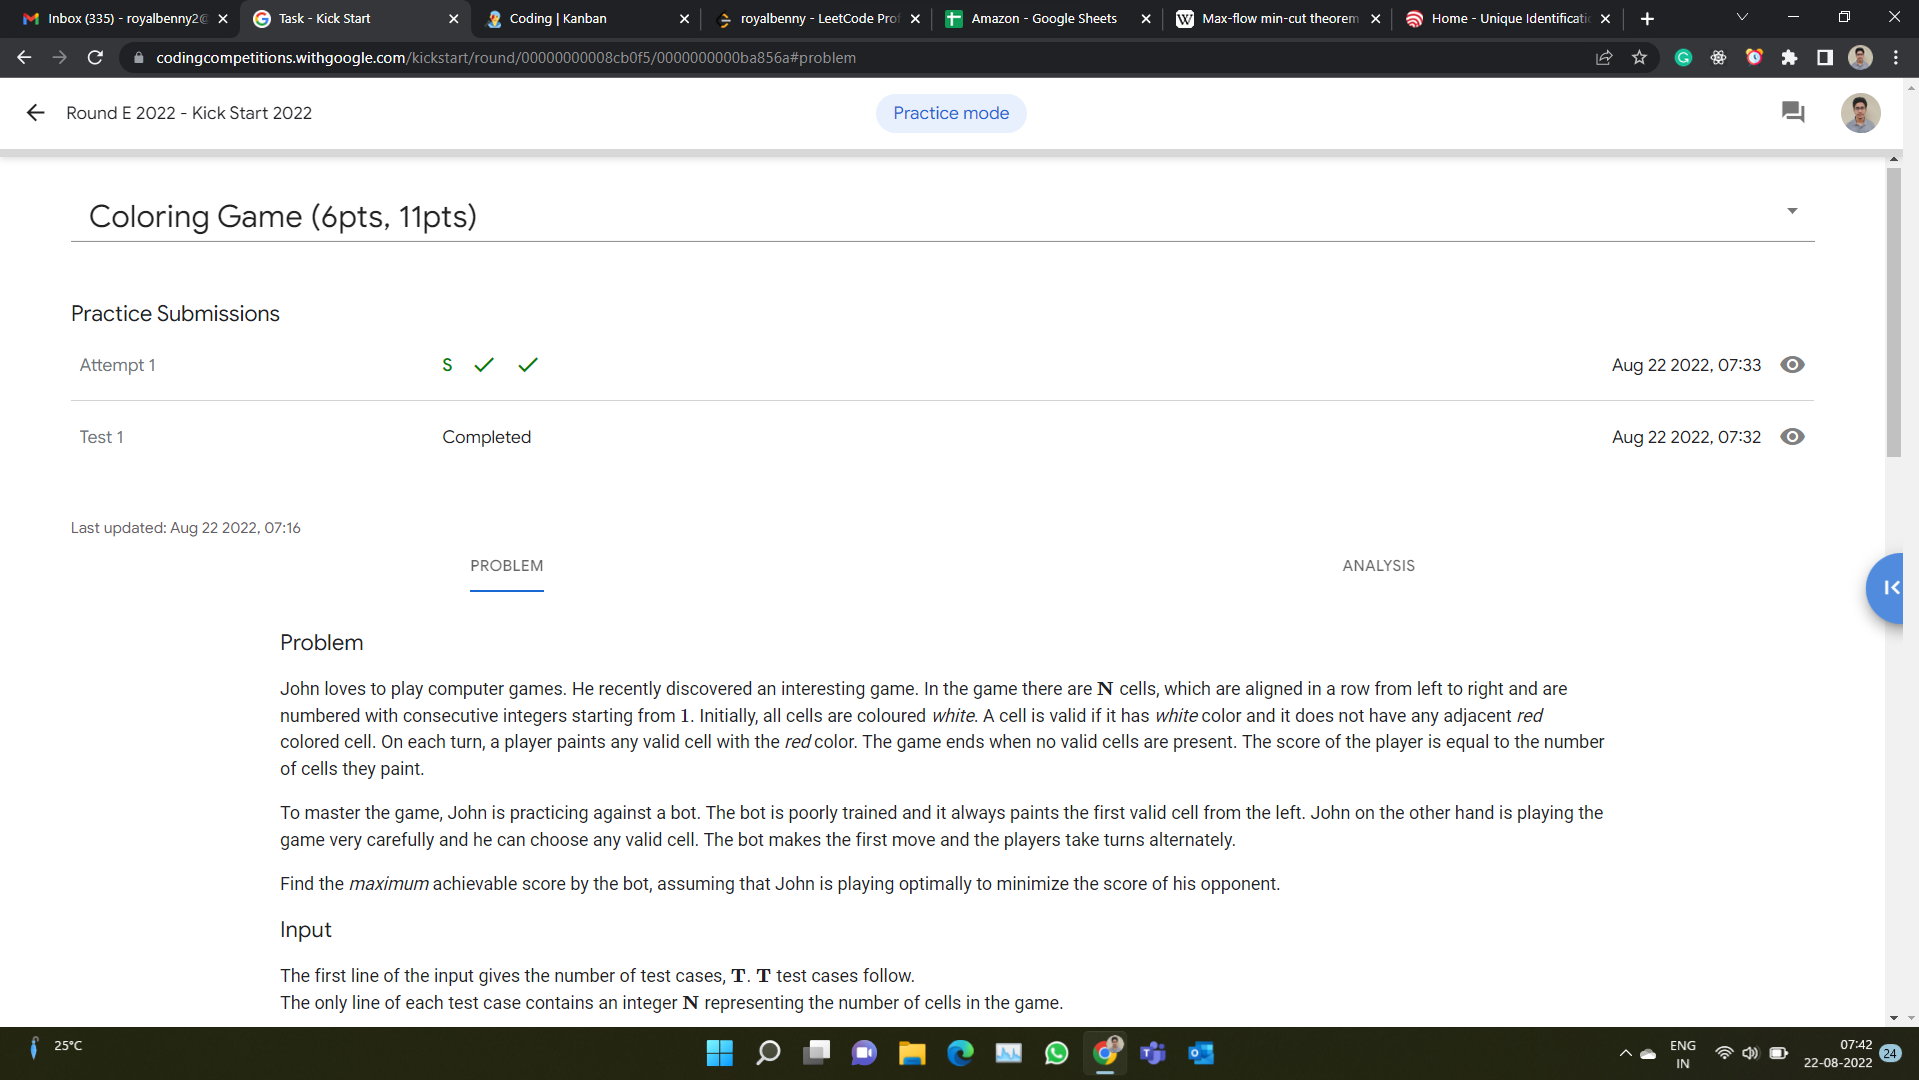 Inbox (335) - royalbenny2@
Task - Kick Start
Coding | Kanban
royalbenny - LeetCode Prof
Amazon - Google Sheets
Max-flow min-cut theorem
Home - Unique Identificatio
codingcompetitions.withgoogle.com/kickstart/round/00000000008cb0f5/0000000000ba856a#problem
Round E 2022 - Kick Start 2022
Practice mode
Coloring Game (6pts, 11pts)
Practice Submissions
Attempt 1 S Aug 22 2022, 07:33
Test 1 Completed Aug 22 2022, 07:32
Last updated: Aug 22 2022, 07:16
PROBLEM ANALYSIS
Problem
John loves to play computer games. He recently discovered an interesting game. In the game there are N cells, which are aligned in a row from left to right and are
numbered with consecutive integers starting from 1. Initially, all cells are coloured white. A cell is valid if it has white color and it does not have any adjacent red
colored cell. On each turn, a player paints any valid cell with the red color. The game ends when no valid cells are present. The score of the player is equal to the number
of cells they paint.
To master the game, John is practicing against a bot. The bot is poorly trained and it always paints the first valid cell from the left. John on the other hand is playing the
game very carefully and he can choose any valid cell. The bot makes the first move and the players take turns alternately.
Find the maximum achievable score by the bot, assuming that John is playing optimally to minimize the score of his opponent.
Input
The first line of the input gives the number of test cases, T. T test cases follow.
The only line of each test case contains an integer N representing the number of cells in the game.
25°C
ENG
IN
07:42
22-08-2022
24